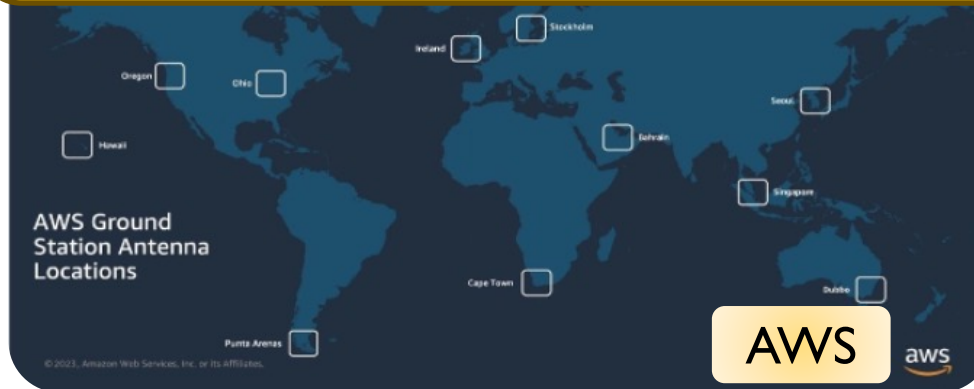 Stockholm
Ireland
Oregon
Ohio
Seoul
Bahrain
Hawaii
Singapore
AWS Ground
Station Antenna
Locations
Cape Town
Dubbo
Punta Arenas
AWS
aws
©2023, Amazon Web Services, Inc. or its Affiliates.